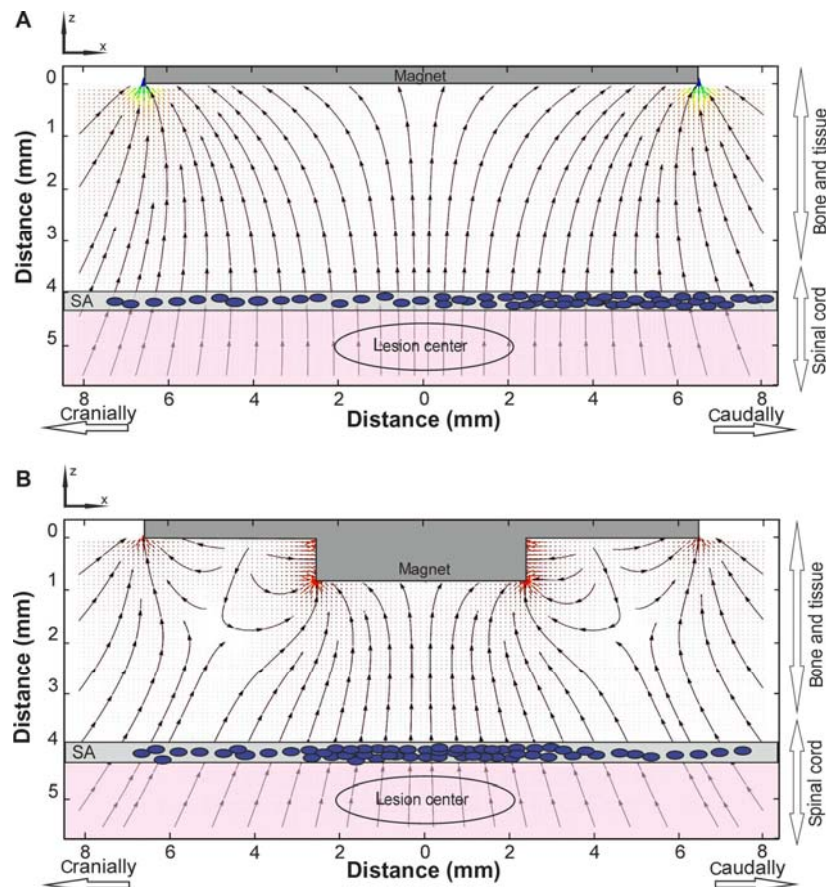 A
z
x
Magnet
0
1
2
3
4
5
Distance (mm)
Bone and tissue
Spinal cord
SA
Lesion center
8 6 4 2 0 2 4 6 8
Cranially
Distance (mm)
Caudally
B
z
x
Magnet
0
1
2
3
4
5
Distance (mm)
Bone and tissue
Spinal cord
SA
Lesion center
8 6 4 2 0 2 4 6 8
Cranially
Distance (mm)
Caudally